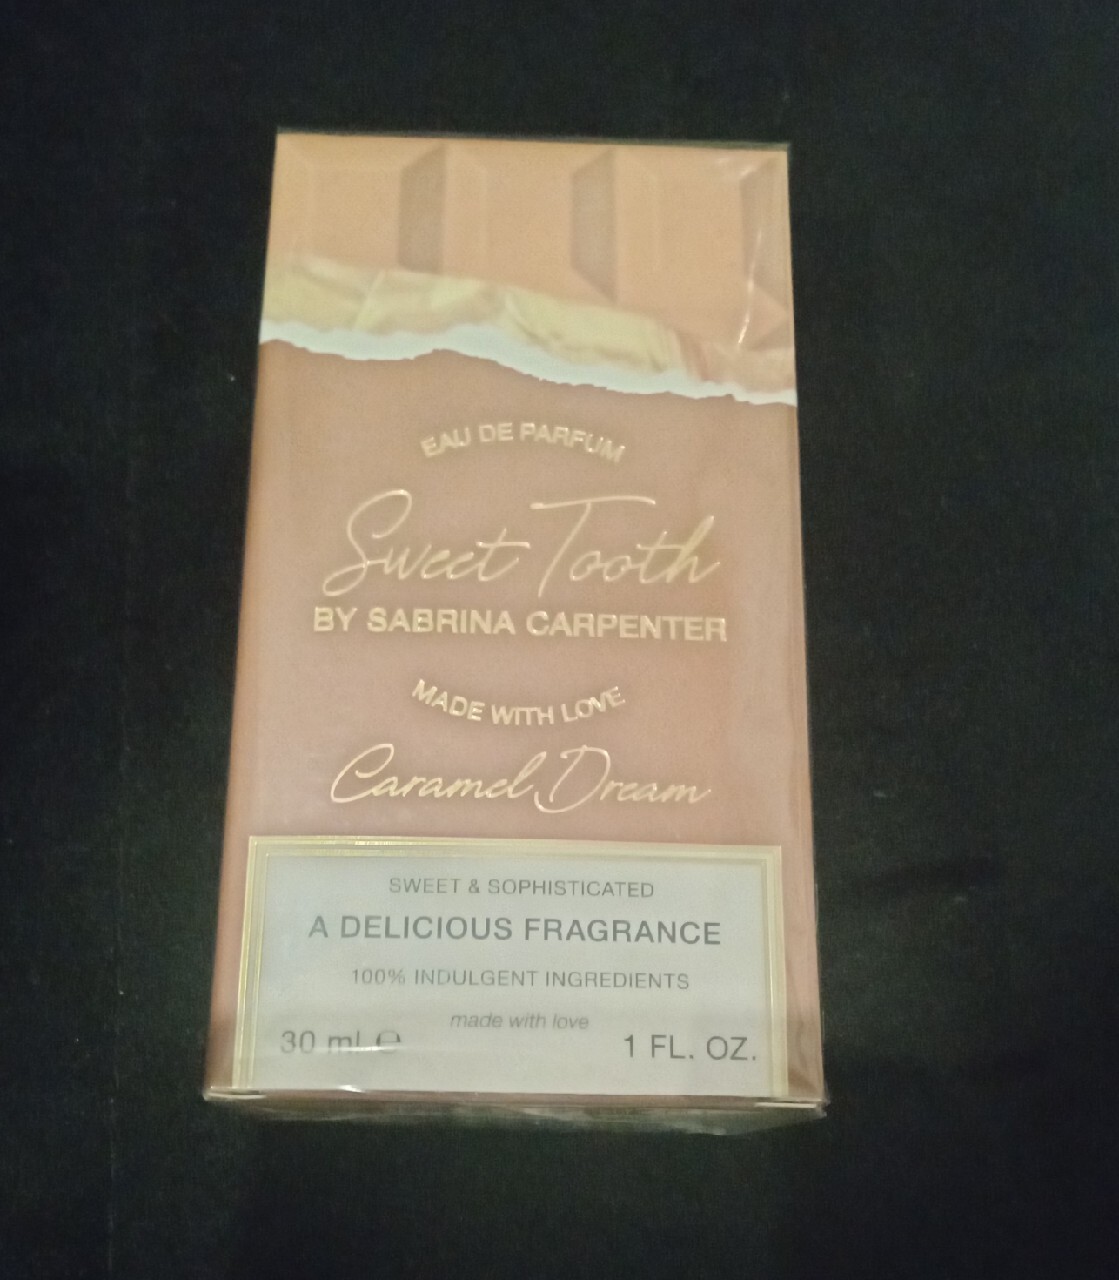 EAU DE PARFUM
Sweet Tooth
BY SABRINA CARPENTER
MADE WITH LOVE
Caramel Dream
SWEET & SOPHISTICATED
A DELICIOUS FRAGRANCE
100% INDULGENT INGREDIENTS
made with love
30 ml ℮ 1 FL. OZ.